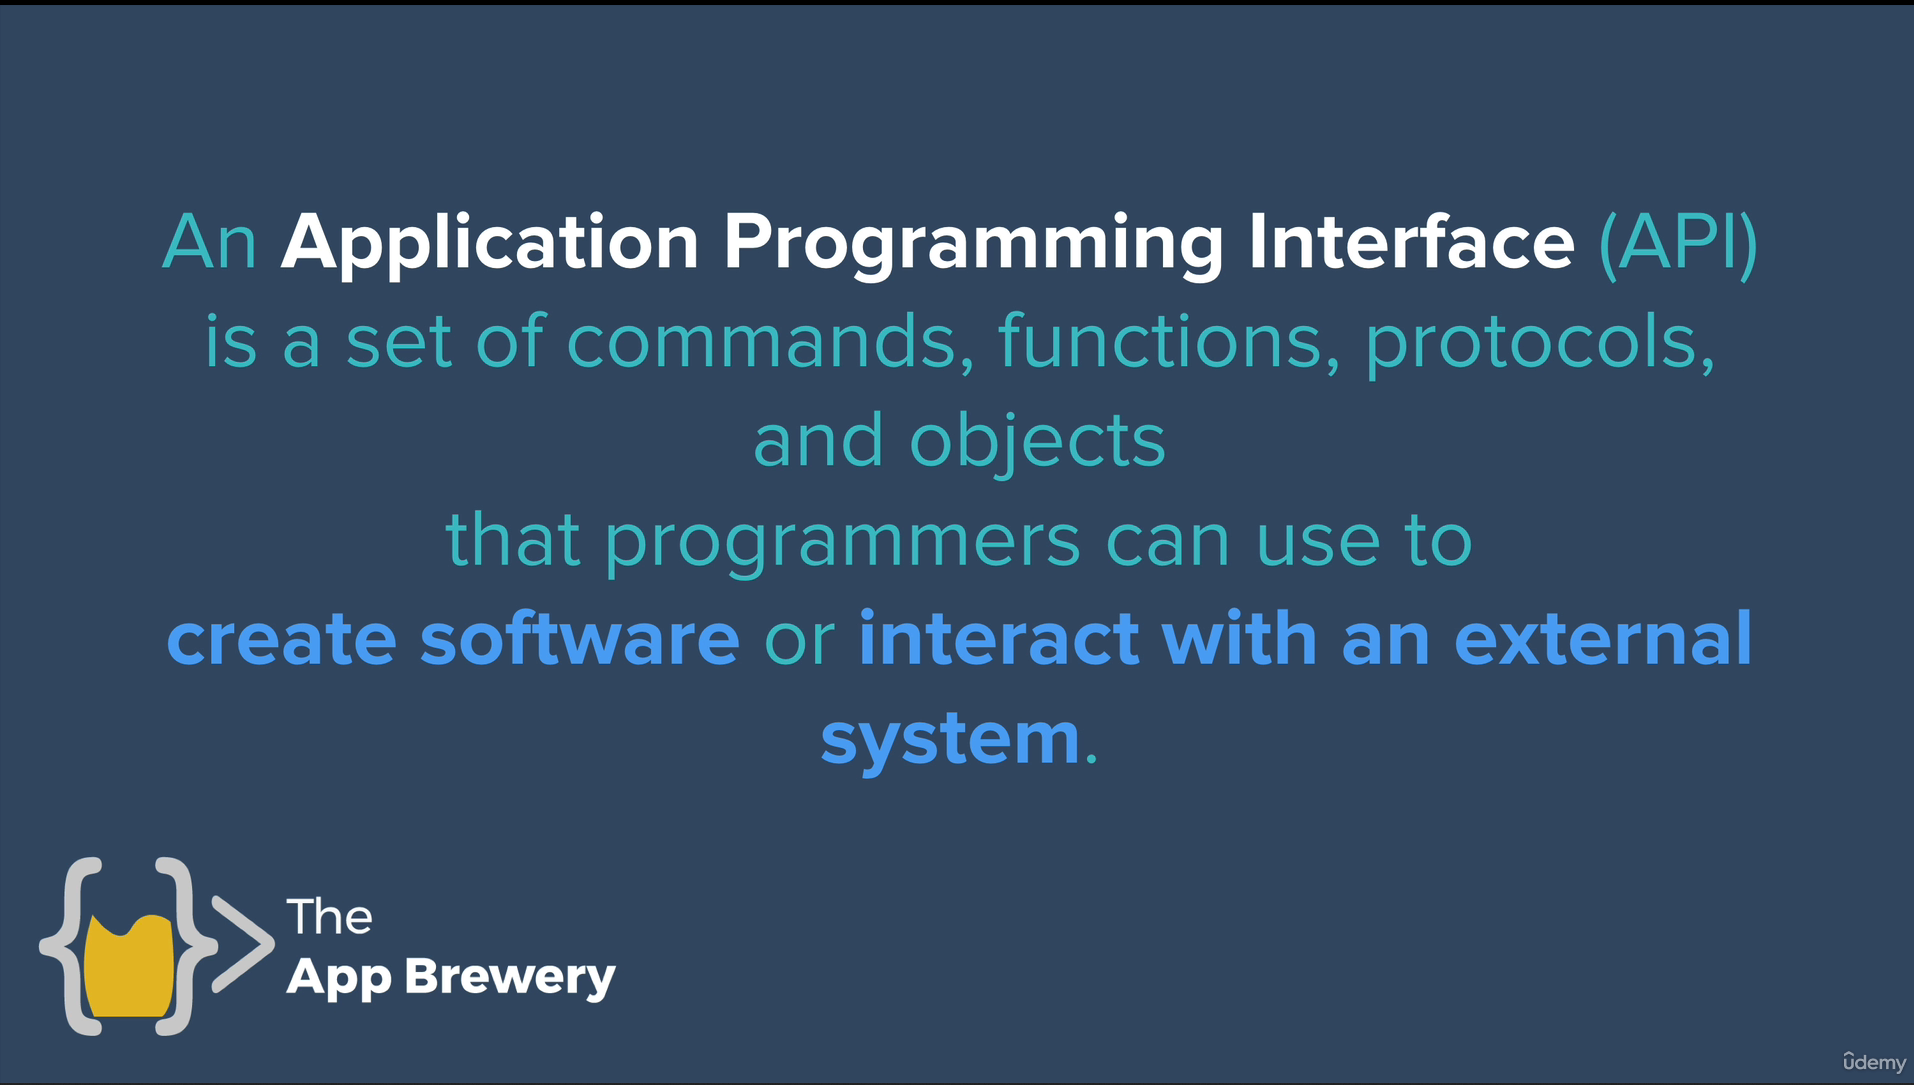 An Application Programming Interface (API)
is a set of commands, functions, protocols,
and objects
that programmers can use to
create software or interact with an external
system.
The
App Brewery
ûdemy